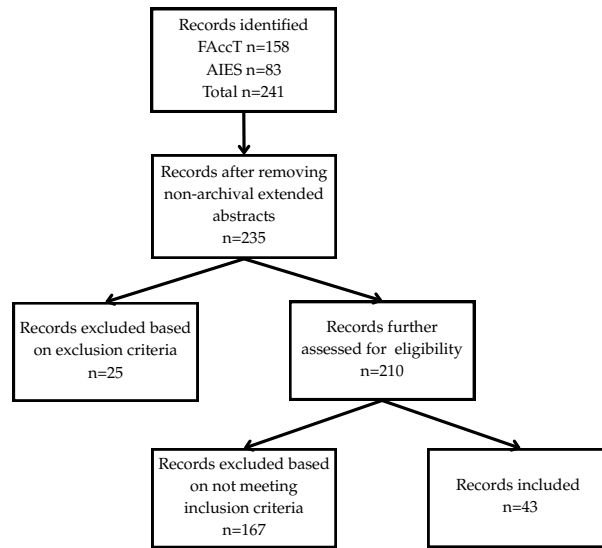 Records identified
FAccT n=158
AIES n=83
Total n=241
Records after removing
non-archival extended
abstracts
n=235
Records excluded based
on exclusion criteria
n=25
Records further
assessed for eligibility
n=210
Records excluded based
on not meeting
inclusion criteria
n=167
Records included
n=43